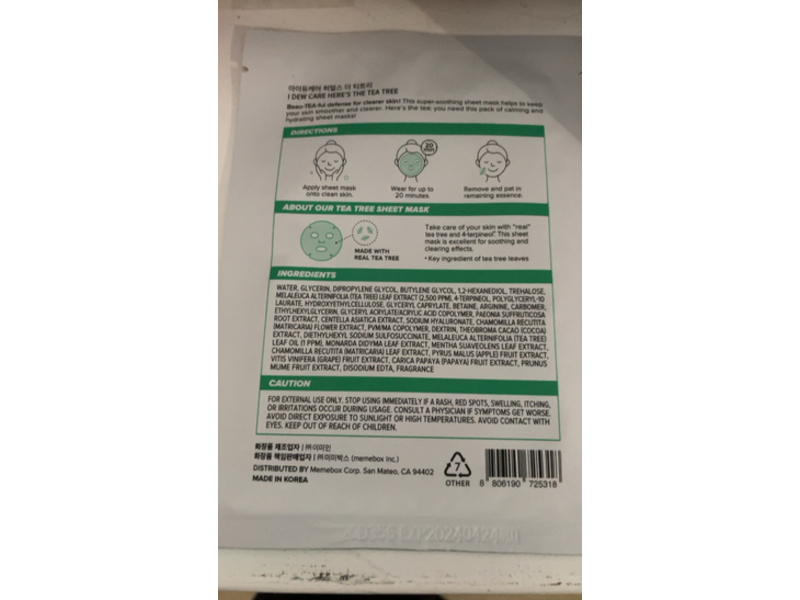 아이듀케어 히얼스 더 티트리
I DEW CARE HERE'S THE TEA TREE
Beau-TEA-ful defense for clearer skin! This super-soothing sheet mask helps to keep
your skin smoother and clearer. Here's the tea: you need this pack of calming and
hydrating sheet masks!
DIRECTIONS
20
min
Apply sheet mask
onto clean skin.
Wear for up to
20 minutes.
Remove and pat in
remaining essence.
ABOUT OUR TEA TREE SHEET MASK
MADE WITH
REAL TEA TREE
Take care of your skin with "real"
tea tree and 4-terpineol*. This sheet
mask is excellent for soothing and
clearing effects.
• Key ingredient of tea tree leaves
INGREDIENTS
WATER, GLYCERIN, DIPROPYLENE GLYCOL, BUTYLENE GLYCOL, 1,2-HEXANEDIOL, TREHALOSE,
MELALEUCA ALTERNIFOLIA (TEA TREE) LEAF EXTRACT (2,500 PPM), 4-TERPINEOL, POLYGLYCERYL-10
LAURATE, HYDROXYETHYLCELLULOSE, GLYCERYL CAPRYLATE, BETAINE, ARGININE, CARBOMER,
ETHYLHEXYLGLYCERIN, GLYCERYL ACRYLATE/ACRYLIC ACID COPOLYMER, PAEONIA SUFFRUTICOSA
ROOT EXTRACT, CENTELLA ASIATICA EXTRACT, SODIUM HYALURONATE, CHAMOMILLA RECUTITA
(MATRICARIA) FLOWER EXTRACT, PVM/MA COPOLYMER, DEXTRIN, THEOBROMA CACAO (COCOA)
EXTRACT, DIETHYLHEXYL SODIUM SULFOSUCCINATE, MELALEUCA ALTERNIFOLIA (TEA TREE)
LEAF OIL (1 PPM), MONARDA DIDYMA LEAF EXTRACT, MENTHA SUAVEOLENS LEAF EXTRACT,
CHAMOMILLA RECUTITA (MATRICARIA) LEAF EXTRACT, PYRUS MALUS (APPLE) FRUIT EXTRACT,
VITIS VINIFERA (GRAPE) FRUIT EXTRACT, CARICA PAPAYA (PAPAYA) FRUIT EXTRACT, PRUNUS
MUME FRUIT EXTRACT, DISODIUM EDTA, FRAGRANCE
CAUTION
FOR EXTERNAL USE ONLY. STOP USING IMMEDIATELY IF A RASH, RED SPOTS, SWELLING, ITCHING,
OR IRRITATIONS OCCUR DURING USAGE. CONSULT A PHYSICIAN IF SYMPTOMS GET WORSE.
AVOID DIRECT EXPOSURE TO SUNLIGHT OR HIGH TEMPERATURES. AVOID CONTACT WITH
EYES. KEEP OUT OF REACH OF CHILDREN.
화장품 제조업자 | ㈜이미인
화장품 책임판매업자 | ㈜미미박스 (memebox inc.)
DISTRIBUTED BY Memebox Corp. San Mateo, CA 94402
MADE IN KOREA
7
OTHER
8 806190 725318
EXP20240424